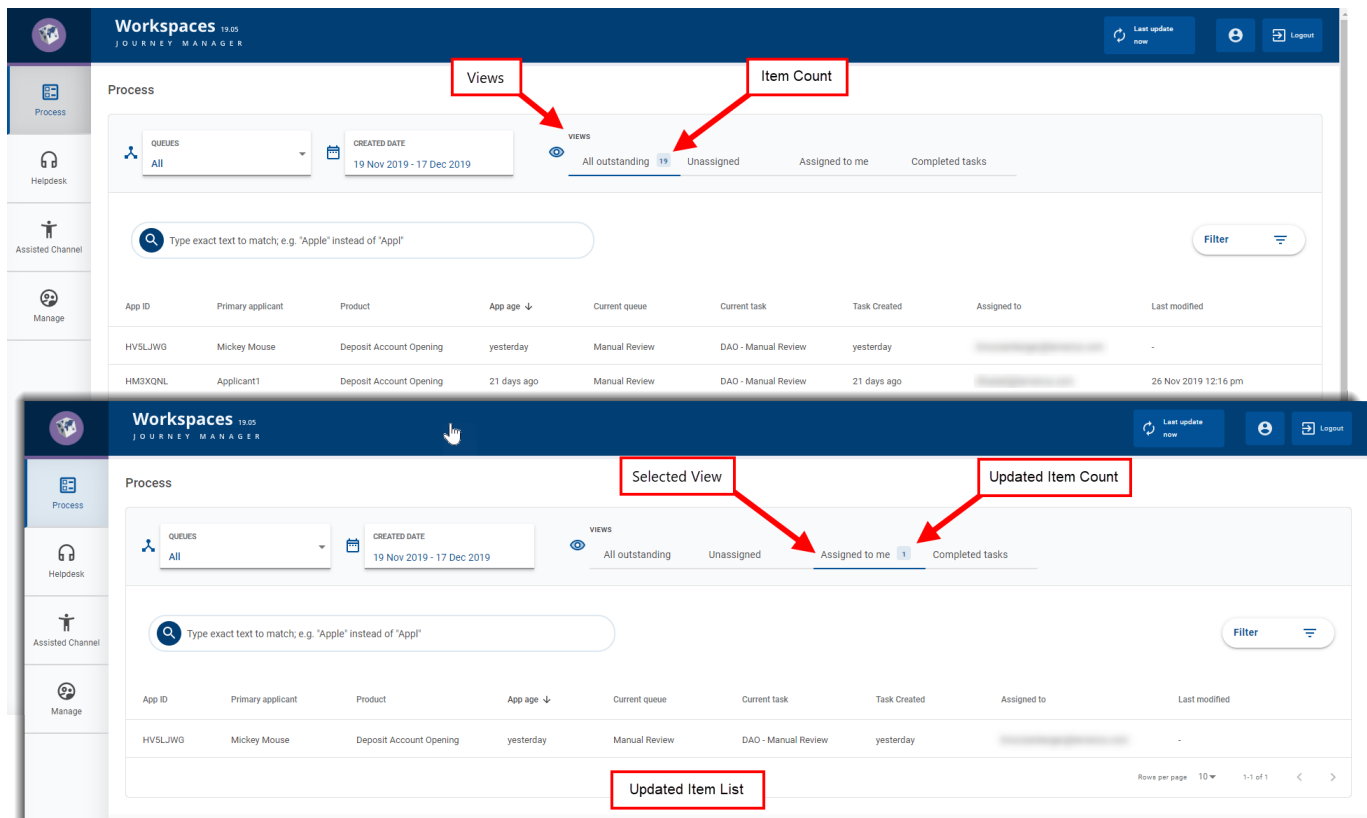 Workspaces 19.05
JOURNEY MANAGER
Last update
now
Logout
Views
Item Count
Process
Process
Helpdesk
Assisted Channel
Manage
QUEUES
All
CREATED DATE
19 Nov 2019 - 17 Dec 2019
VIEWS
All outstanding 19 Unassigned Assigned to me Completed tasks
Type exact text to match; e.g. "Apple" instead of "Appl"
Filter
App ID Primary applicant Product App age Current queue Current task Task Created Assigned to Last modified
HV5LJWG Mickey Mouse Deposit Account Opening yesterday Manual Review DAO - Manual Review yesterday -
HM3XQNL Applicant1 Deposit Account Opening 21 days ago Manual Review DAO - Manual Review 21 days ago 26 Nov 2019 12:16 pm
Workspaces 19.05
JOURNEY MANAGER
Last update
now
Logout
Selected View
Updated Item Count
Process
Process
Helpdesk
Assisted Channel
Manage
QUEUES
All
CREATED DATE
19 Nov 2019 - 17 Dec 2019
VIEWS
All outstanding Unassigned Assigned to me 1 Completed tasks
Type exact text to match; e.g. "Apple" instead of "Appl"
Filter
App ID Primary applicant Product App age Current queue Current task Task Created Assigned to Last modified
HV5LJWG Mickey Mouse Deposit Account Opening yesterday Manual Review DAO - Manual Review yesterday -
Rows per page 10 1-1 of 1
Updated Item List